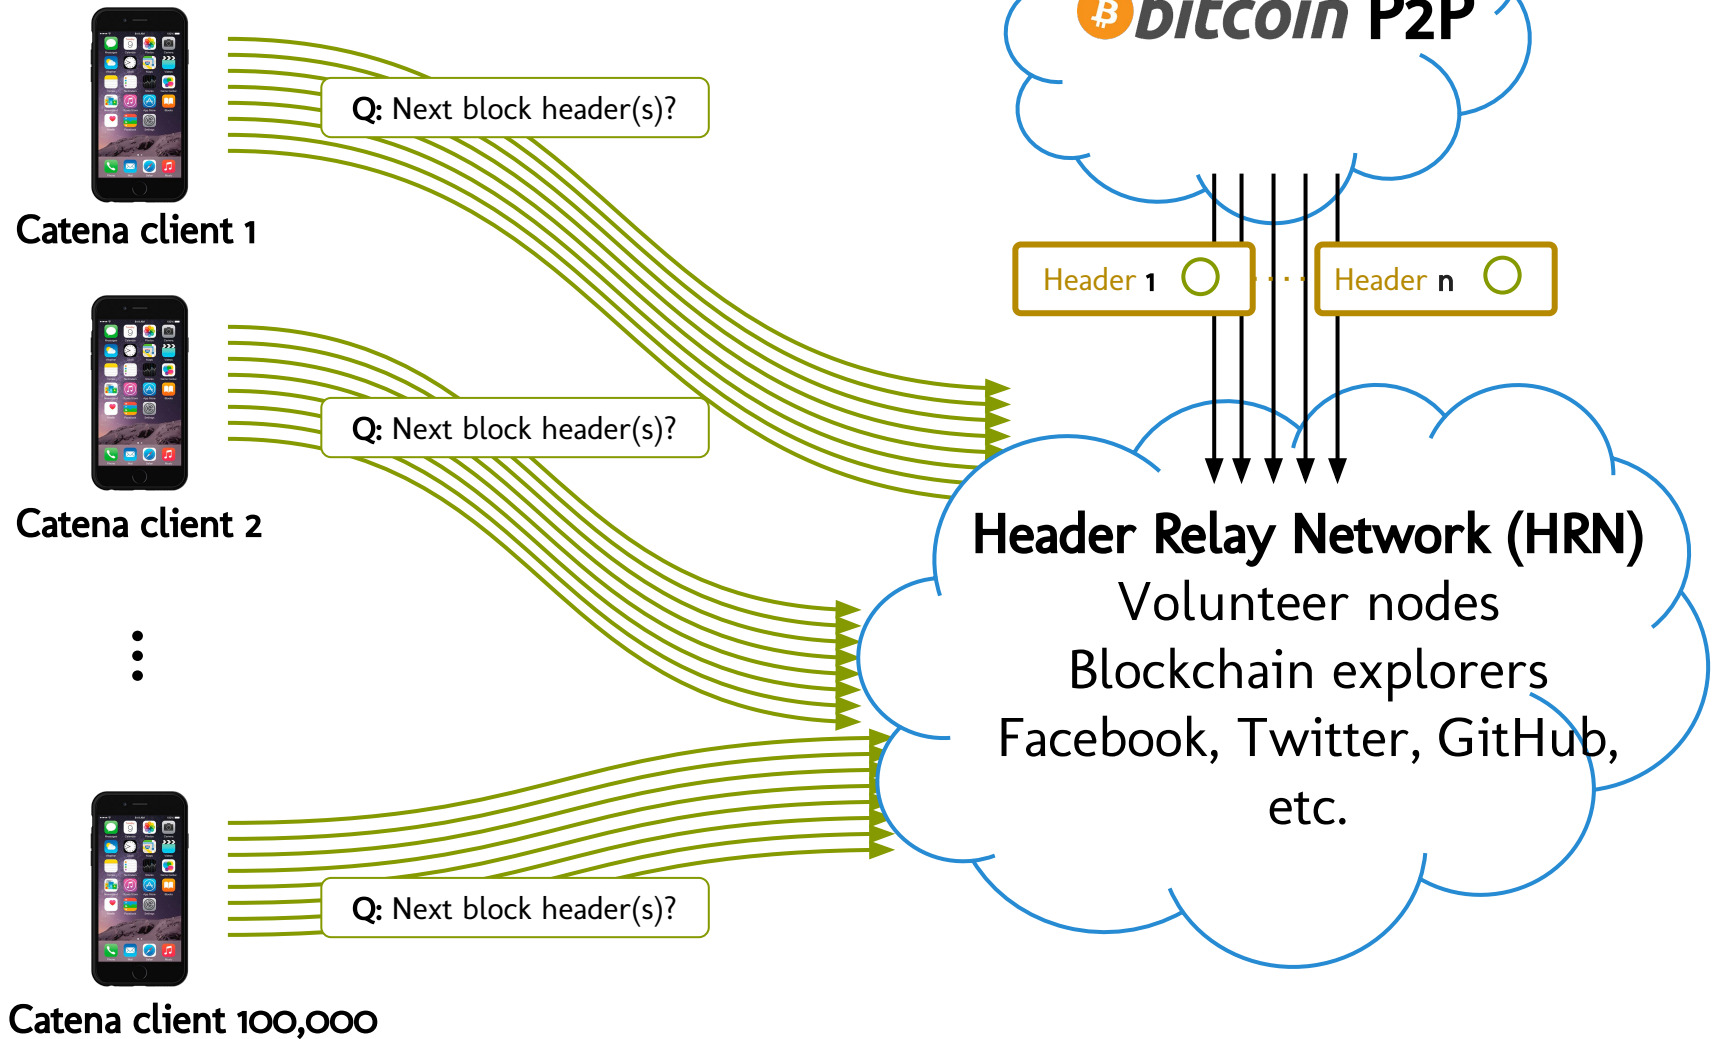 bitcoin P2P
Q: Next block header(s)?
Catena client 1
Header 1
Header n
Q: Next block header(s)?
Catena client 2
Header Relay Network (HRN)
Volunteer nodes
Blockchain explorers
Facebook, Twitter, GitHub,
etc.
Q: Next block header(s)?
Catena client 100,000